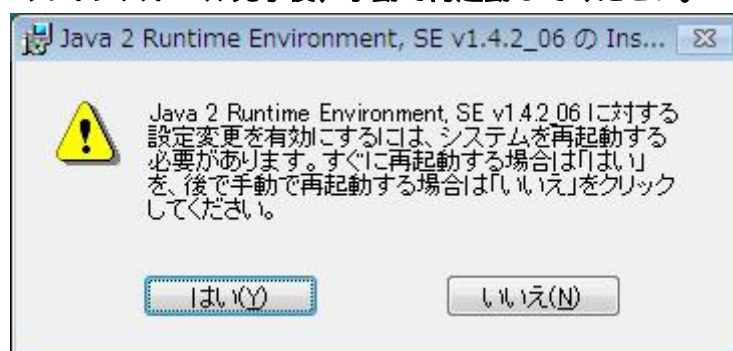 Java 2 Runtime Environment, SE v1.4.2_06 の Ins...
Java 2 Runtime Environment, SE v1.4.2_06 に対する
設定変更を有効にするには、システムを再起動する
必要があります。すぐに再起動する場合は「はい」
を、後で手動で再起動する場合は「いいえ」をクリック
してください。
はい(Y) いいえ(N)